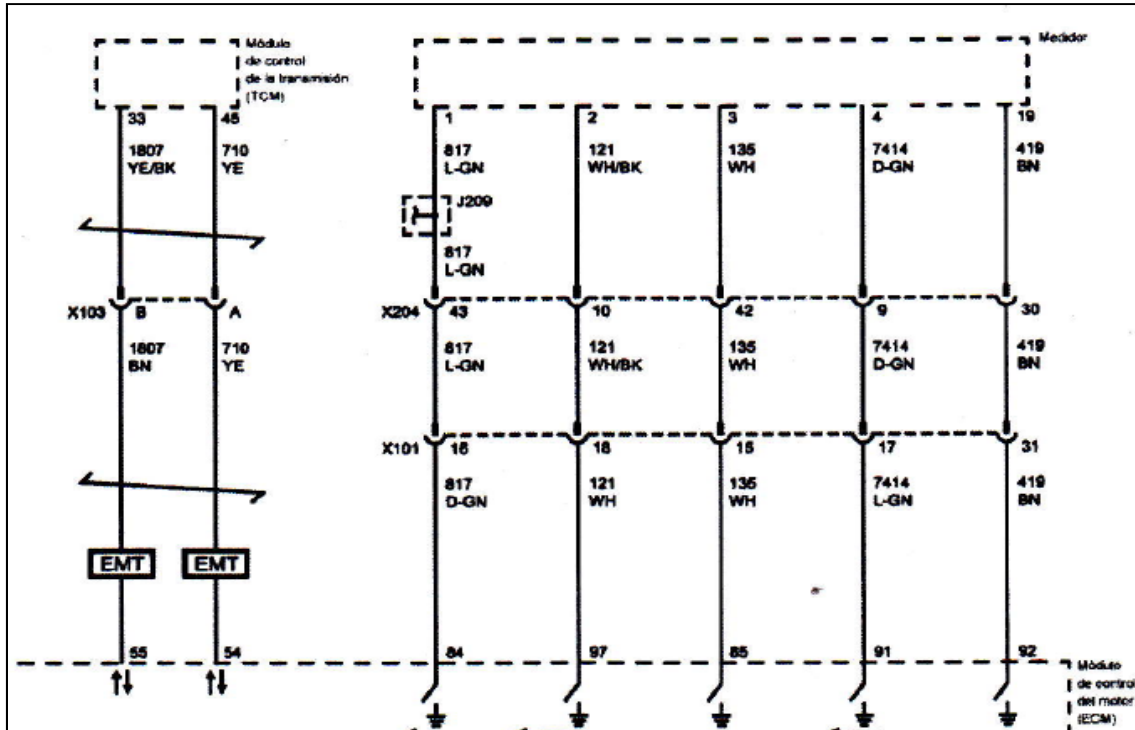 Módulo
de control
de la transmisión
(TCM)
Medidor
33 45 1 2 3 4 19
1807 710 817 121 135 7414 419
YE/BK YE L-GN WH/BK WH D-GN BN
J209
817
L-GN
X103 B A X204 43 10 42 9 30
1807 710 817 121 135 7414 419
BN YE L-GN WH/BK WH D-GN BN
X101 16 18 15 17 31
817 121 135 7414 419
D-GN WH WH L-GN BN
EMT EMT
55 54 84 97 85 91 92
Módulo
de control
del motor
(ECM)